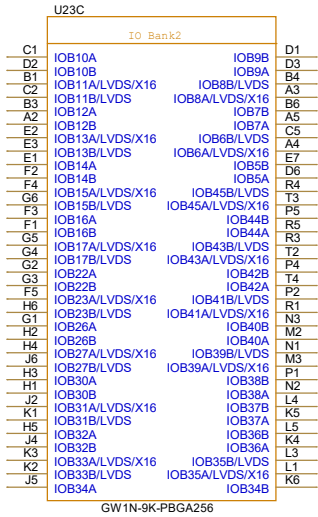 U23C
IO Bank2
C1 IOB10A IOB9B D1
D2 IOB10B IOB9A D3
B1 IOB11A/LVDS/X16 IOB8B/LVDS B4
C2 IOB11B/LVDS IOB8A/LVDS/X16 A3
B3 IOB12A IOB7B B6
A2 IOB12B IOB7A A5
E2 IOB13A/LVDS/X16 IOB6B/LVDS C5
E3 IOB13B/LVDS IOB6A/LVDS/X16 A4
E1 IOB14A IOB5B E7
F2 IOB14B IOB5A D6
F4 IOB15A/LVDS/X16 IOB45B/LVDS R4
G6 IOB15B/LVDS IOB45A/LVDS/X16 T3
F3 IOB16A IOB44B P5
F1 IOB16B IOB44A R5
G5 IOB17A/LVDS/X16 IOB43B/LVDS R3
G4 IOB17B/LVDS IOB43A/LVDS/X16 T2
G2 IOB22A IOB42B P4
G3 IOB22B IOB42A T4
F5 IOB23A/LVDS/X16 IOB41B/LVDS P2
H6 IOB23B/LVDS IOB41A/LVDS/X16 R1
G1 IOB26A IOB40B N3
H2 IOB26B IOB40A M2
H4 IOB27A/LVDS/X16 IOB39B/LVDS N1
J6 IOB27B/LVDS IOB39A/LVDS/X16 M3
H3 IOB30A IOB38B P1
H1 IOB30B IOB38A N2
J2 IOB31A/LVDS/X16 IOB37B L4
K1 IOB31B/LVDS IOB37A K5
H5 IOB32A IOB36B L5
J4 IOB32B IOB36A K4
K3 IOB33A/LVDS/X16 IOB35B/LVDS L3
K2 IOB33B/LVDS IOB35A/LVDS/X16 L1
J5 IOB34A IOB34B K6
GW1N-9K-PBGA256